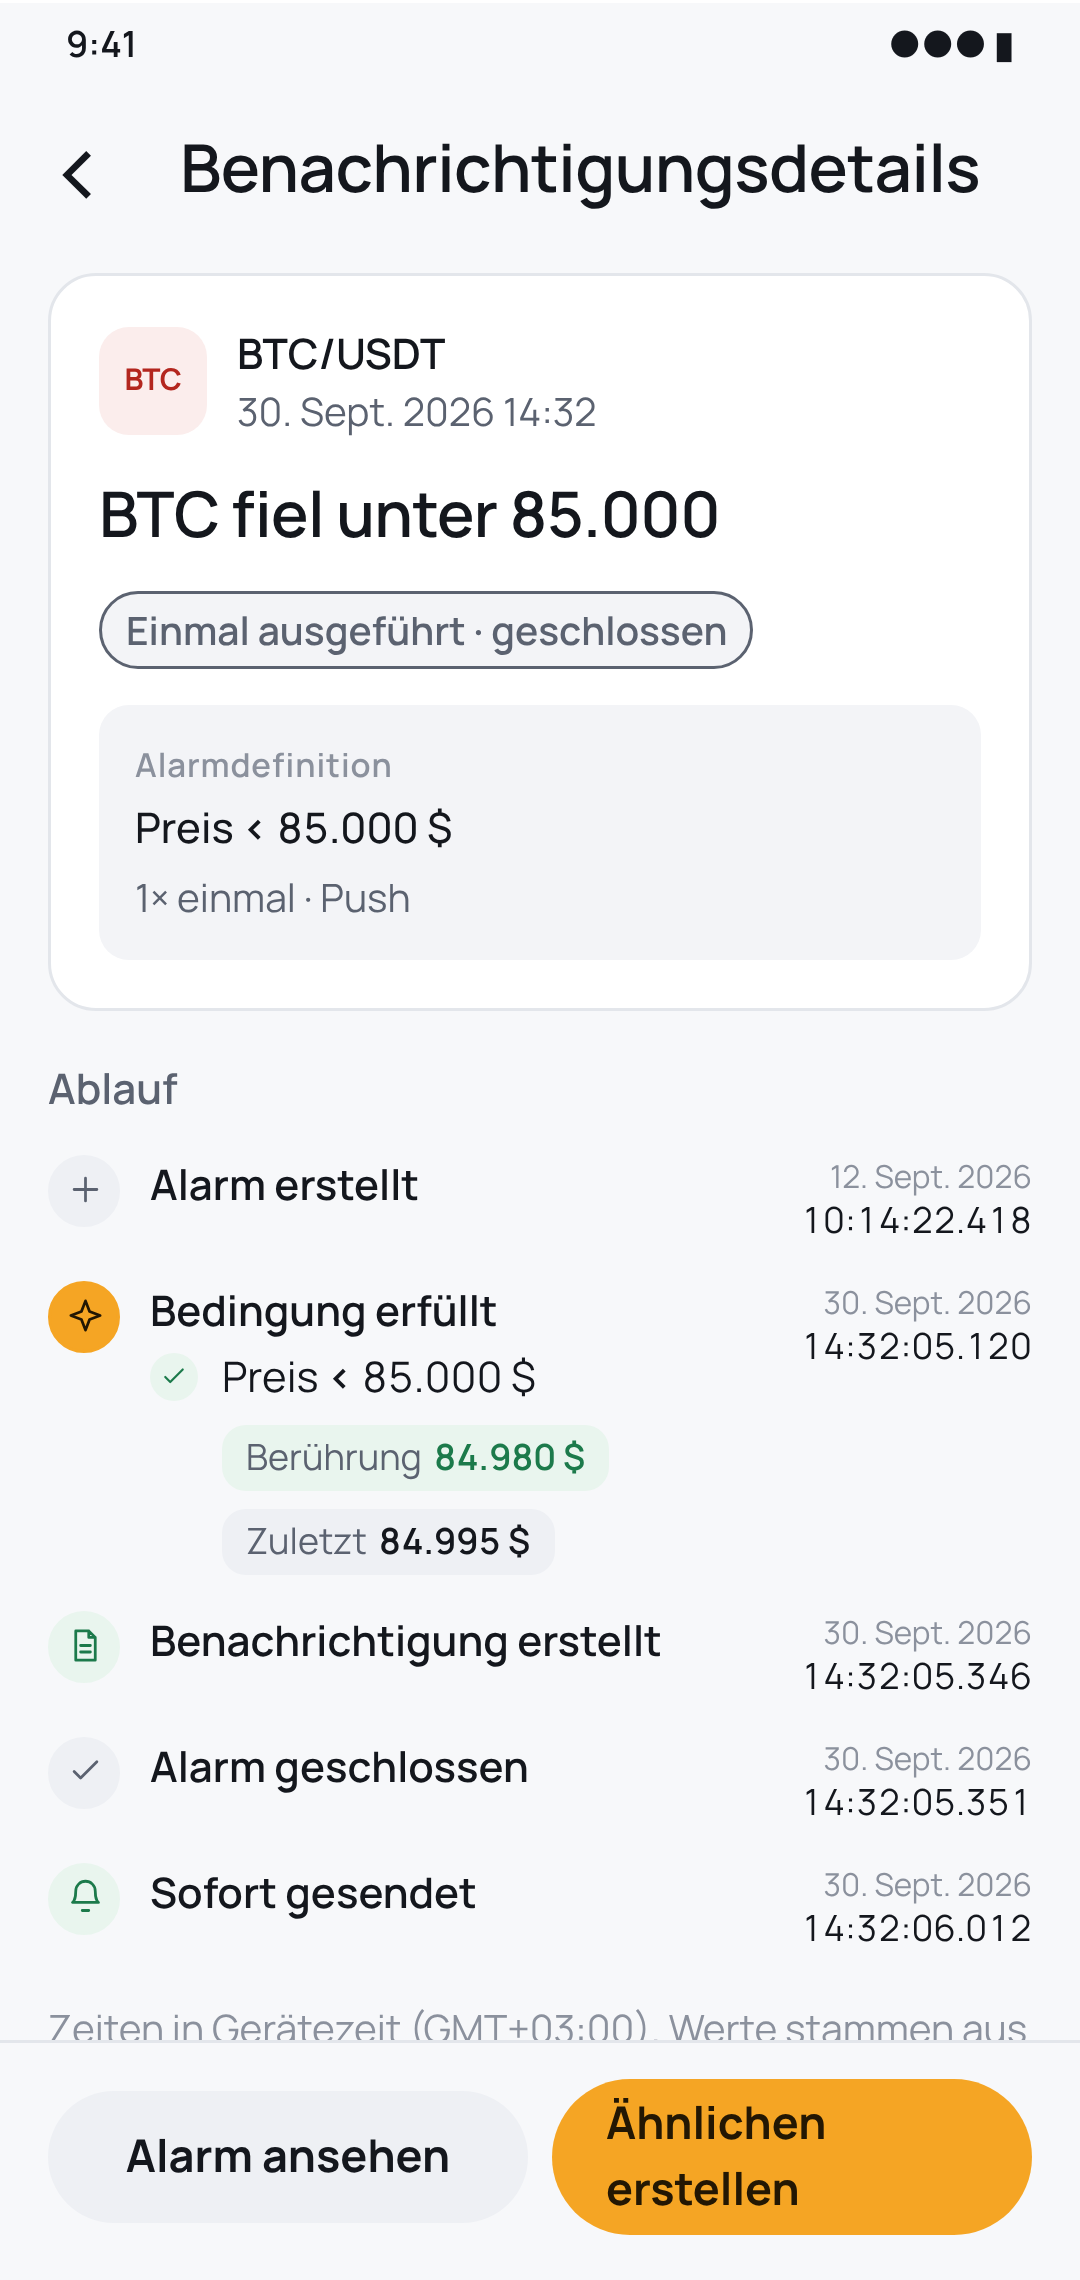 9:41
Benachrichtigungsdetails
BTC
BTC/USDT
30. Sept. 2026 14:32
BTC fiel unter 85.000
Einmal ausgeführt · geschlossen
Alarmdefinition
Preis < 85.000 $
1× einmal · Push
Ablauf
Alarm erstellt
12. Sept. 2026
10:14:22.418
Bedingung erfüllt
30. Sept. 2026
14:32:05.120
Preis < 85.000 $
Berührung 84.980 $
Zuletzt 84.995 $
Benachrichtigung erstellt
30. Sept. 2026
14:32:05.346
Alarm geschlossen
30. Sept. 2026
14:32:05.351
Sofort gesendet
30. Sept. 2026
14:32:06.012
Zeiten in Gerätezeit (GMT+03:00). Werte stammen aus
Alarm ansehen
Ähnlichen
erstellen